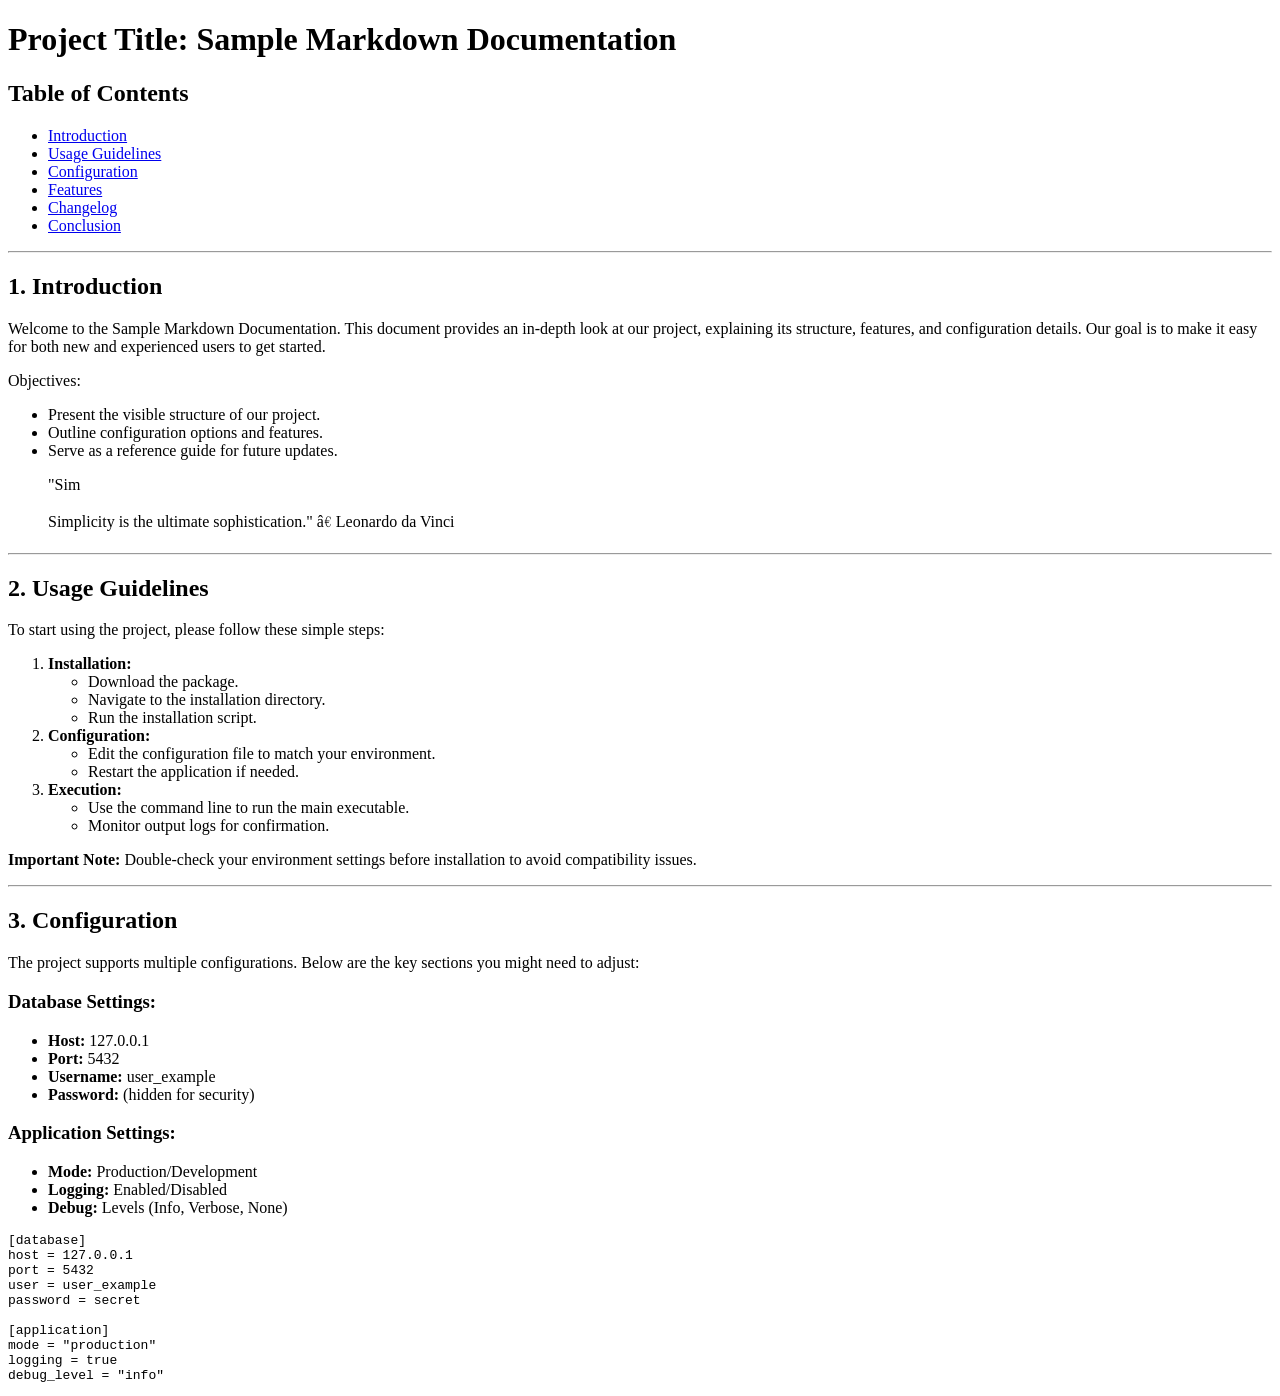 Project Title: Sample Markdown Documentation
Table of Contents
Introduction
Usage Guidelines
Configuration
Features
Changelog
Conclusion
1. Introduction
Welcome to the Sample Markdown Documentation. This document provides an in-depth look at our project, explaining its structure, features, and configuration details. Our goal is to make it easy
for both new and experienced users to get started.
Objectives:
Present the visible structure of our project.
Outline configuration options and features.
Serve as a reference guide for future updates.
"Sim
Simplicity is the ultimate sophistication." â€ Leonardo da Vinci
2. Usage Guidelines
To start using the project, please follow these simple steps:
1. Installation:
Download the package.
Navigate to the installation directory.
Run the installation script.
2. Configuration:
Edit the configuration file to match your environment.
Restart the application if needed.
3. Execution:
Use the command line to run the main executable.
Monitor output logs for confirmation.
Important Note: Double-check your environment settings before installation to avoid compatibility issues.
3. Configuration
The project supports multiple configurations. Below are the key sections you might need to adjust:
Database Settings:
Host: 127.0.0.1
Port: 5432
Username: user_example
Password: (hidden for security)
Application Settings:
Mode: Production/Development
Logging: Enabled/Disabled
Debug: Levels (Info, Verbose, None)
[database]
host = 127.0.0.1
port = 5432
user = user_example
password = secret
[application]
mode = "production"
logging = true
debug_level = "info"